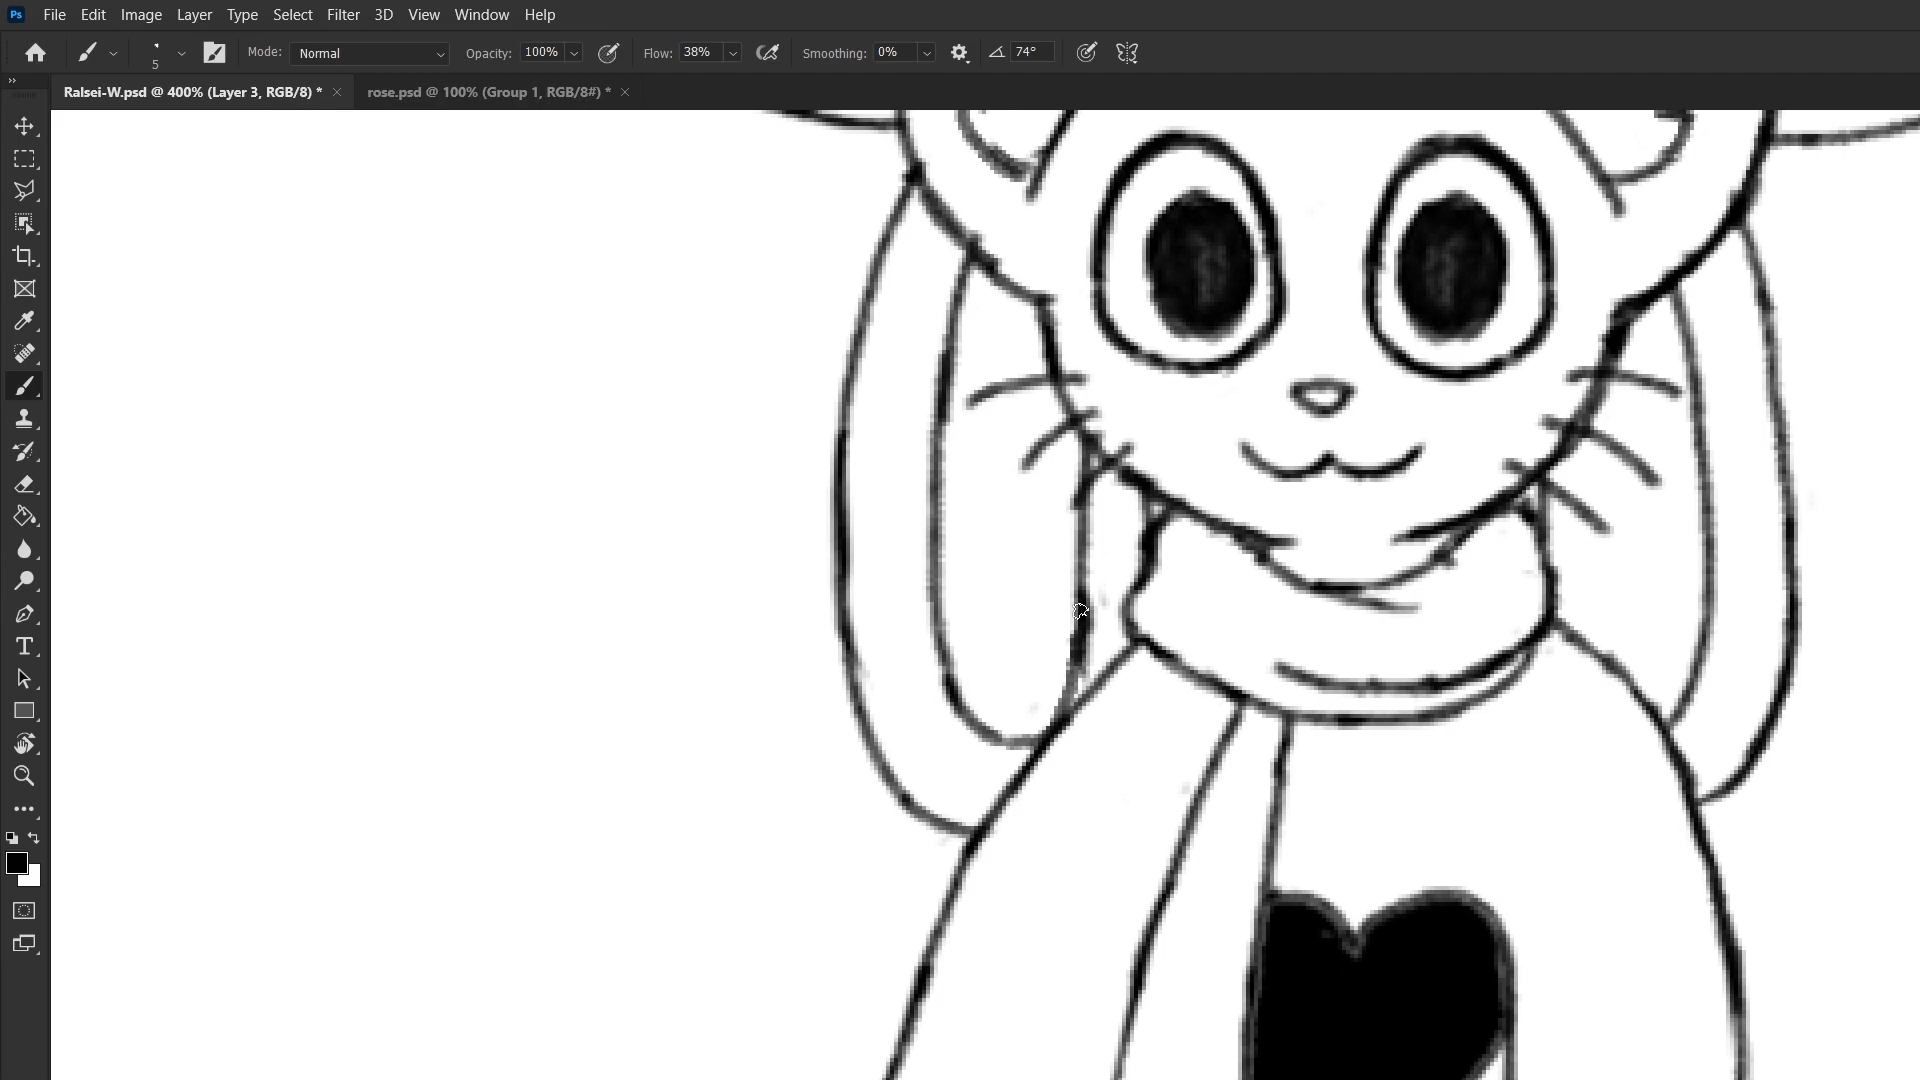 Ps File Edit Image Layer Type Select Filter 3D View Window Help
5 Mode: Normal Opacity: 100% Flow: 38% Smoothing: 0% 74°
Ralsei-W.psd @ 400% (Layer 3, RGB/8) * × rose.psd @ 100% (Group 1, RGB/8#) * ×